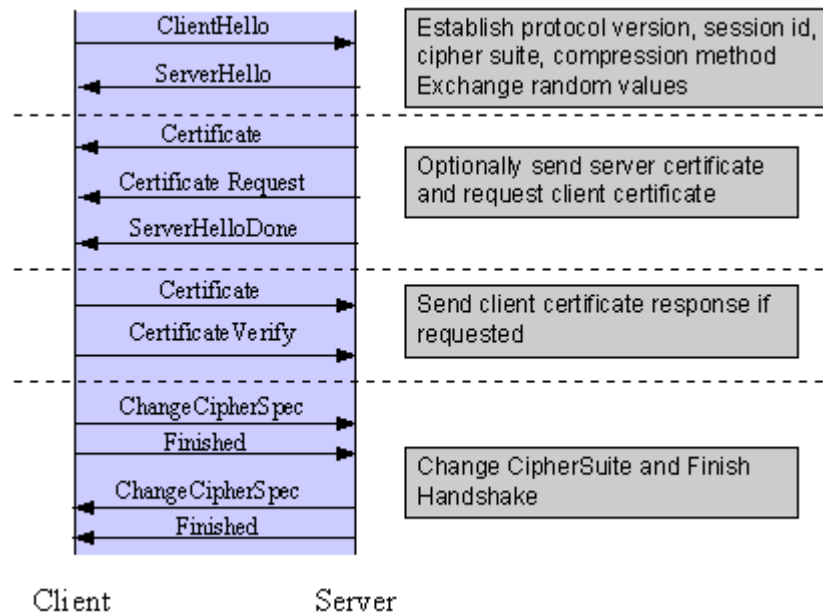 ClientHello
Establish protocol version, session id,
cipher suite, compression method
Exchange random values
ServerHello
Certificate
Optionally send server certificate
and request client certificate
Certificate Request
ServerHelloDone
Certificate
Send client certificate response if
requested
CertificateVerify
ChangeCipherSpec
Finished
Change CipherSuite and Finish
Handshake
ChangeCipherSpec
Finished
Client
Server